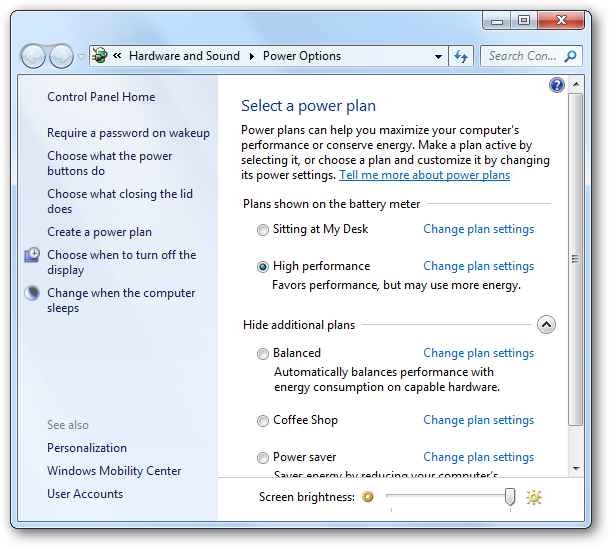 « Hardware and Sound ▸ Power Options
Search Con...
Control Panel Home
Require a password on wakeup
Choose what the power
buttons do
Choose what closing the lid
does
Create a power plan
Choose when to turn off the
display
Change when the computer
sleeps
See also
Personalization
Windows Mobility Center
User Accounts
Select a power plan
Power plans can help you maximize your computer's
performance or conserve energy. Make a plan active by
selecting it, or choose a plan and customize it by changing
its power settings. Tell me more about power plans
Plans shown on the battery meter
Sitting at My Desk Change plan settings
High performance Change plan settings
Favors performance, but may use more energy.
Hide additional plans
Balanced Change plan settings
Automatically balances performance with
energy consumption on capable hardware.
Coffee Shop Change plan settings
Power saver Change plan settings
Saves energy by reducing your computer's
Screen brightness: